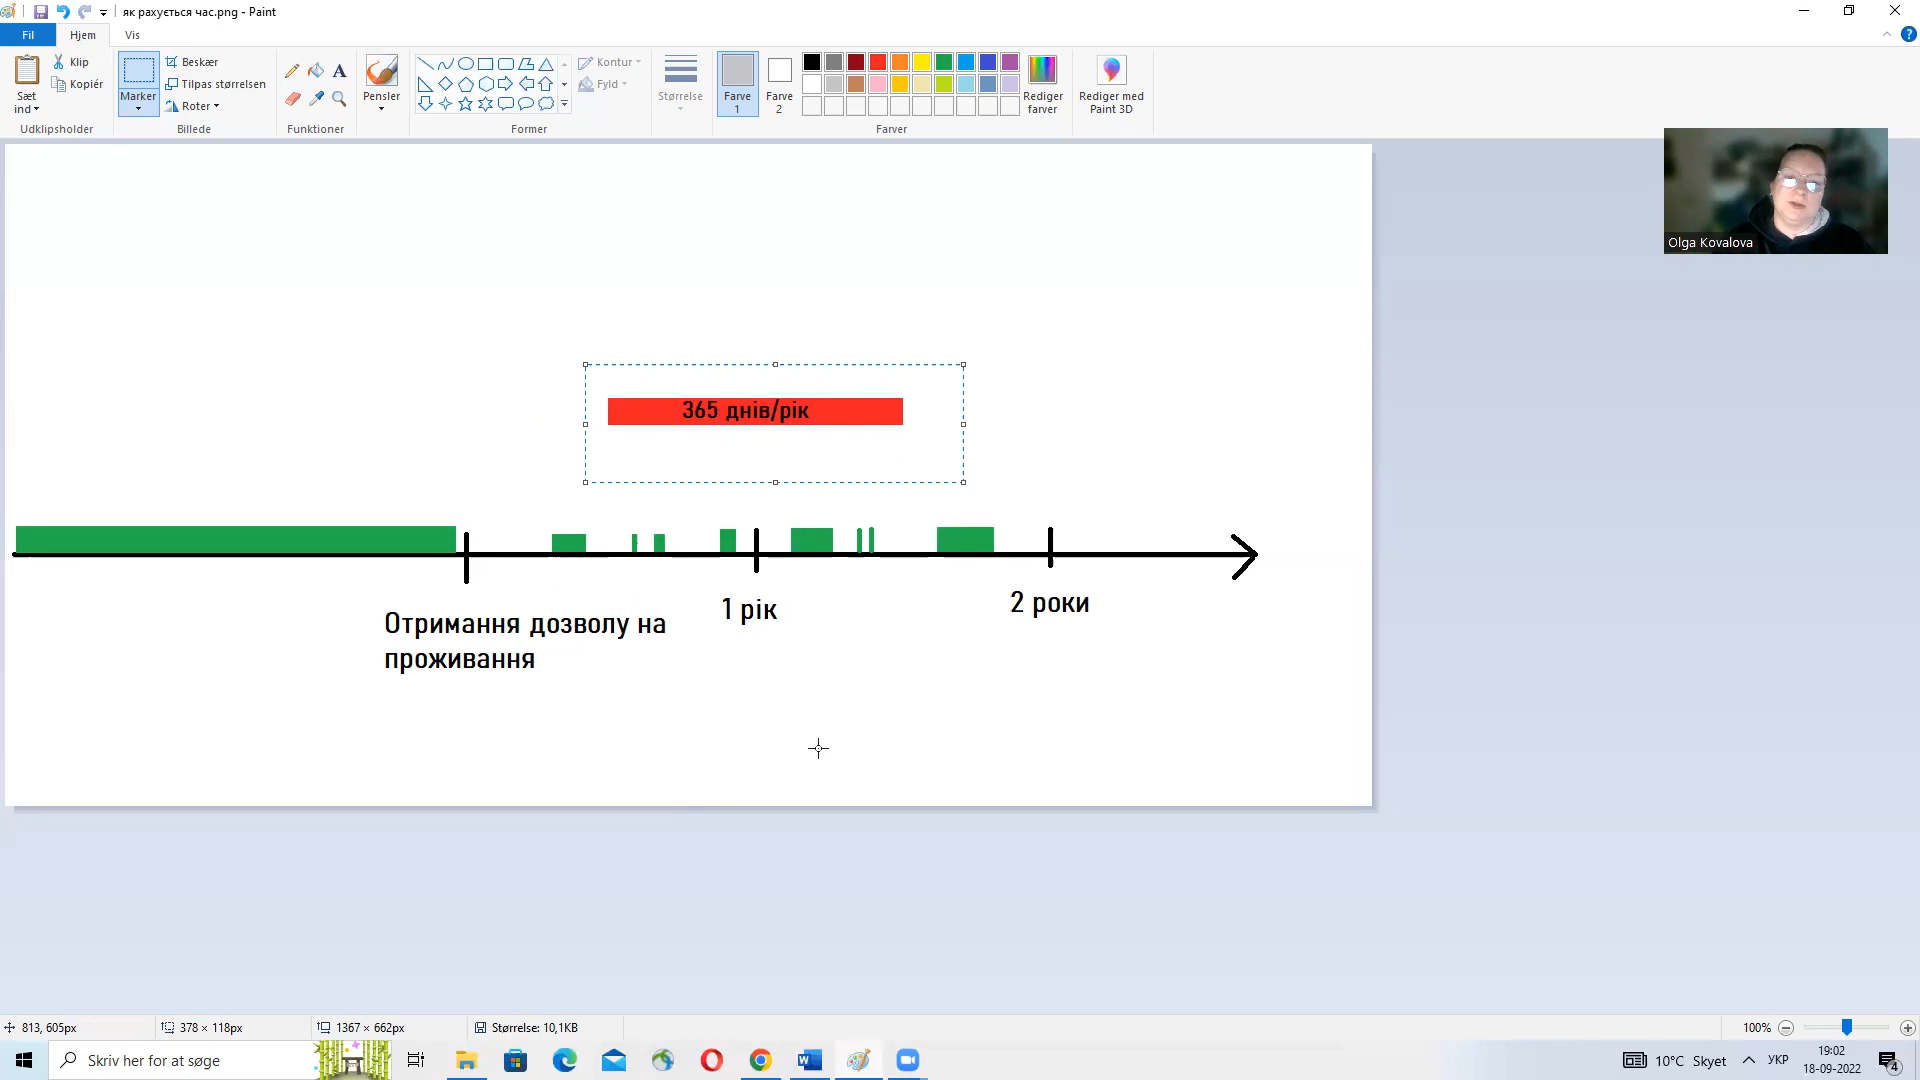 як рахується час.png - Paint
Fil
Hjem
Vis
Sæt ind
Klip
Kopiér
Udklipsholder
Marker
Beskær
Tilpas størrelsen
Roter
Billede
A
Funktioner
Pensler
Kontur
Fyld
Former
Størrelse
Farve 1
Farve 2
Rediger farver
Farver
Rediger med Paint 3D
Olga Kovalova
365 днів/рік
Отримання дозволу на
проживання
1 рік
2 роки
813, 605px
378 × 118px
1367 × 662px
Størrelse: 10,1KB
100%
Skriv her for at søge
10°C Skyet
УКР
19:02
18-09-2022
4